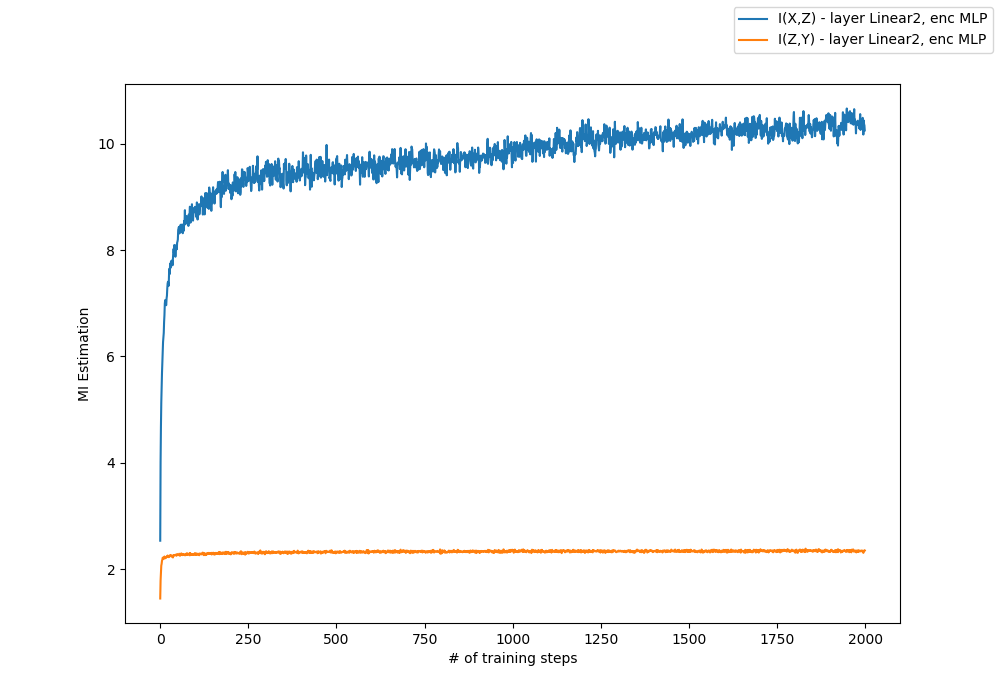 I(X,Z) - layer Linear2, enc MLP
I(Z,Y) - layer Linear2, enc MLP
10
8
6
4
2
MI Estimation
0 250 500 750 1000 1250 1500 1750 2000
# of training steps